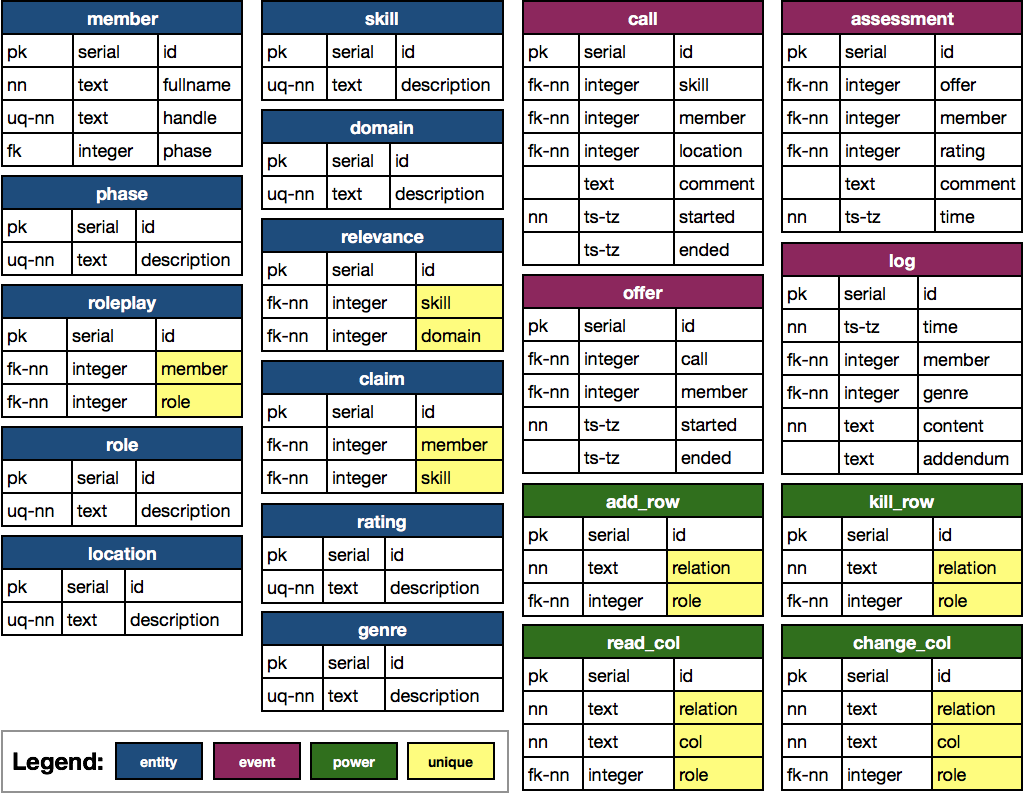 member
pk serial id
nn text fullname
uq-nn text handle
fk integer phase
phase
pk serial id
uq-nn text description
roleplay
pk serial id
fk-nn integer member
fk-nn integer role
role
pk serial id
uq-nn text description
location
pk serial id
uq-nn text description
skill
pk serial id
uq-nn text description
domain
pk serial id
uq-nn text description
relevance
pk serial id
fk-nn integer skill
fk-nn integer domain
claim
pk serial id
fk-nn integer member
fk-nn integer skill
rating
pk serial id
uq-nn text description
genre
pk serial id
uq-nn text description
call
pk serial id
fk-nn integer skill
fk-nn integer member
fk-nn integer location
text comment
nn ts-tz started
ts-tz ended
offer
pk serial id
fk-nn integer call
fk-nn integer member
nn ts-tz started
ts-tz ended
add_row
pk serial id
nn text relation
fk-nn integer role
read_col
pk serial id
nn text relation
nn text col
fk-nn integer role
assessment
pk serial id
fk-nn integer offer
fk-nn integer member
fk-nn integer rating
text comment
nn ts-tz time
log
pk serial id
nn ts-tz time
fk-nn integer member
fk-nn integer genre
nn text content
text addendum
kill_row
pk serial id
nn text relation
fk-nn integer role
change_col
pk serial id
nn text relation
nn text col
fk-nn integer role
Legend: entity event power unique